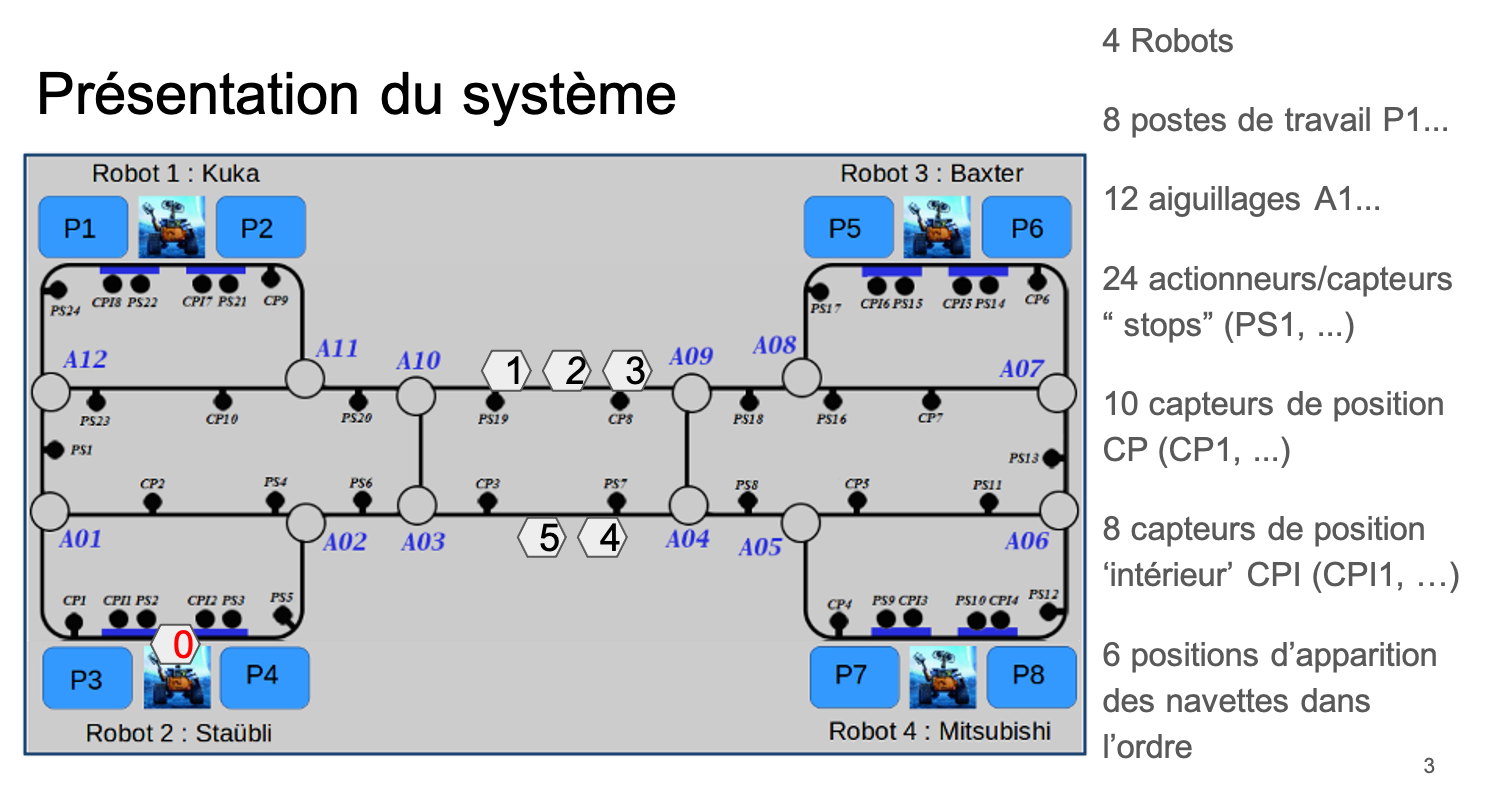 Présentation du système
Robot 1 : Kuka
Robot 3 : Baxter
P1
P2
P5
P6
PS24
CPI8 PS22
CPI7 PS21
CP9
PS17
CPI6 PS15
CPI5 PS14
CP6
A12
A11
A10
1
2
3
A09
A08
A07
PS23
CP10
PS20
PS19
CP8
PS18
PS16
CP7
PS1
PS13
CP2
PS4
PS6
CP3
PS7
PS8
CP5
PS11
A01
A02
A03
5
4
A04
A05
A06
CP1
CPI1 PS2
CPI2 PS3
PS5
CP4
PS9 CPI3
PS10 CPI4
PS12
0
P3
P4
P7
P8
Robot 2 : Staübli
Robot 4 : Mitsubishi
4 Robots
8 postes de travail P1...
12 aiguillages A1...
24 actionneurs/capteurs
“ stops” (PS1, ...)
10 capteurs de position
CP (CP1, ...)
8 capteurs de position
‘intérieur’ CPI (CPI1, …)
6 positions d’apparition
des navettes dans
l’ordre
3